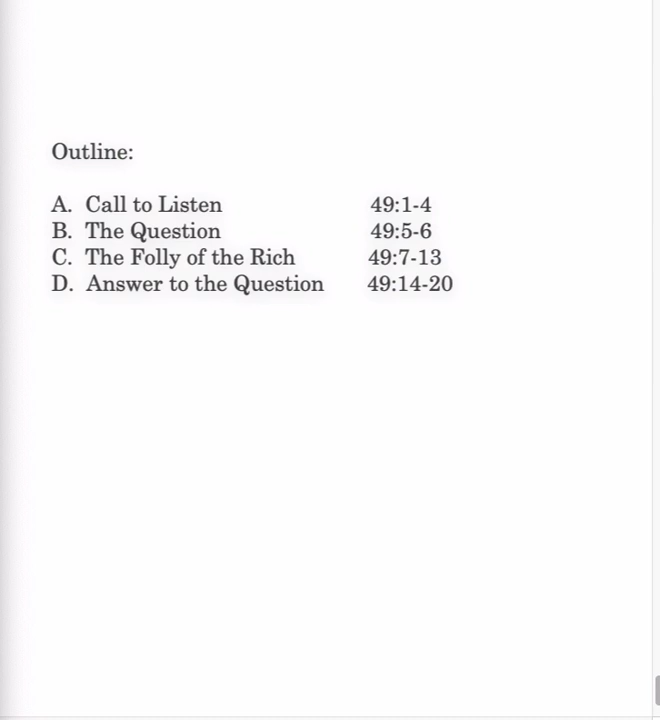 Outline:
A. Call to Listen 49:1-4
B. The Question 49:5-6
C. The Folly of the Rich 49:7-13
D. Answer to the Question 49:14-20